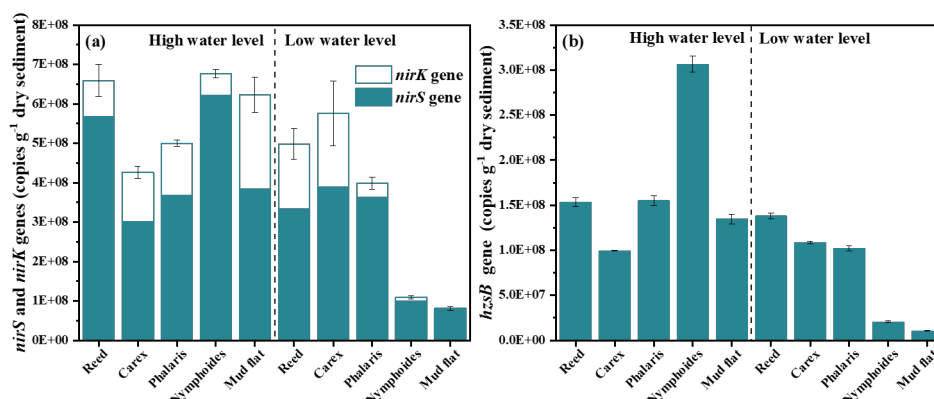 (a)
High water level
Low water level
nirK gene
nirS gene
nirS and nirK genes (copies g⁻¹ dry sediment)
8E+08
7E+08
6E+08
5E+08
4E+08
3E+08
2E+08
1E+08
0E+00
Reed
Carex
Phalaris
Nymphoides
Mud flat
Reed
Carex
Phalaris
Nymphoides
Mud flat
(b)
High water level
Low water level
hzsB gene (copies g⁻¹ dry sediment)
3.5E+08
3.0E+08
2.5E+08
2.0E+08
1.5E+08
1.0E+08
5.0E+07
0.0E+00
Reed
Carex
Phalaris
Nymphoides
Mud flat
Reed
Carex
Phalaris
Nymphoides
Mud flat